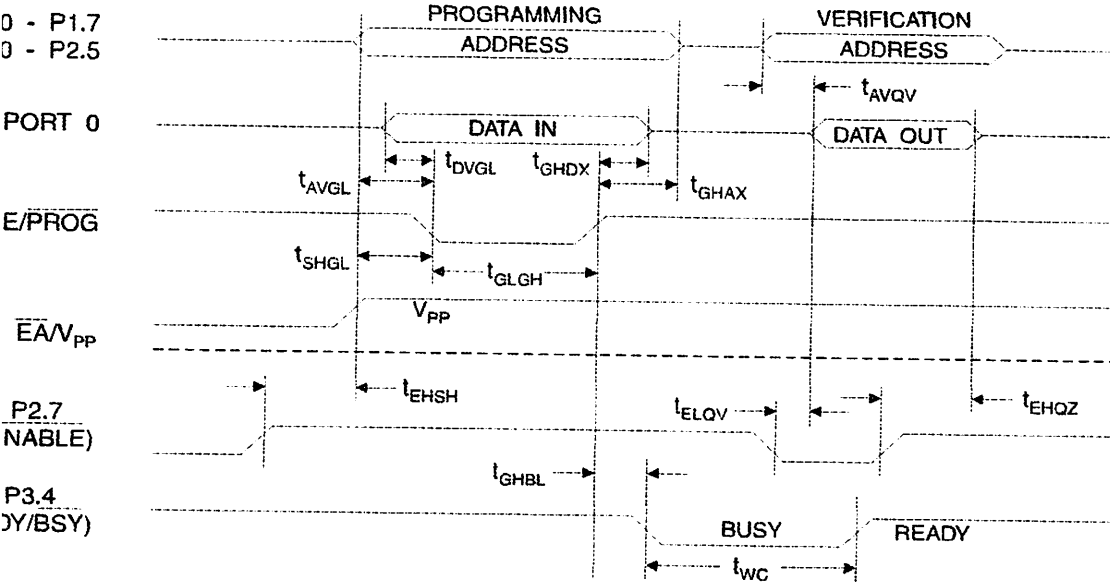 PROGRAMMING VERIFICATION
0 - P1.7
0 - P2.5 ADDRESS ADDRESS
tAVQV
PORT 0 DATA IN DATA OUT
tDVGL tGHDX
tAVGL tGHAX
E/PROG
tSHGL tGLGH
VPP
EA/VPP
tEHSH tELQV tEHQZ
P2.7
NABLE)
tGHBL
P3.4
DY/BSY) BUSY READY
tWC